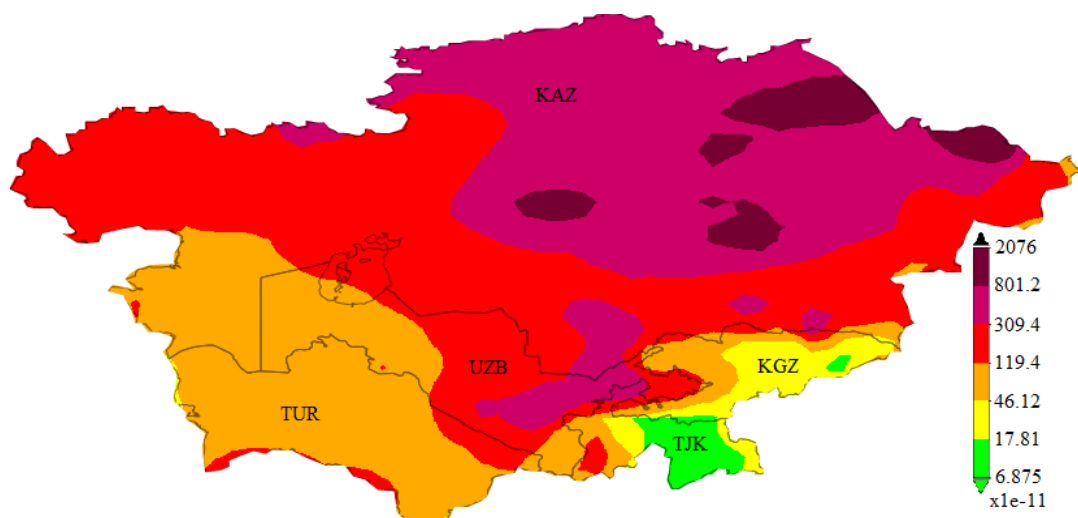 KAZ
UZB
KGZ
TUR
TJK
2076
801.2
309.4
119.4
46.12
17.81
6.875
x1e-11